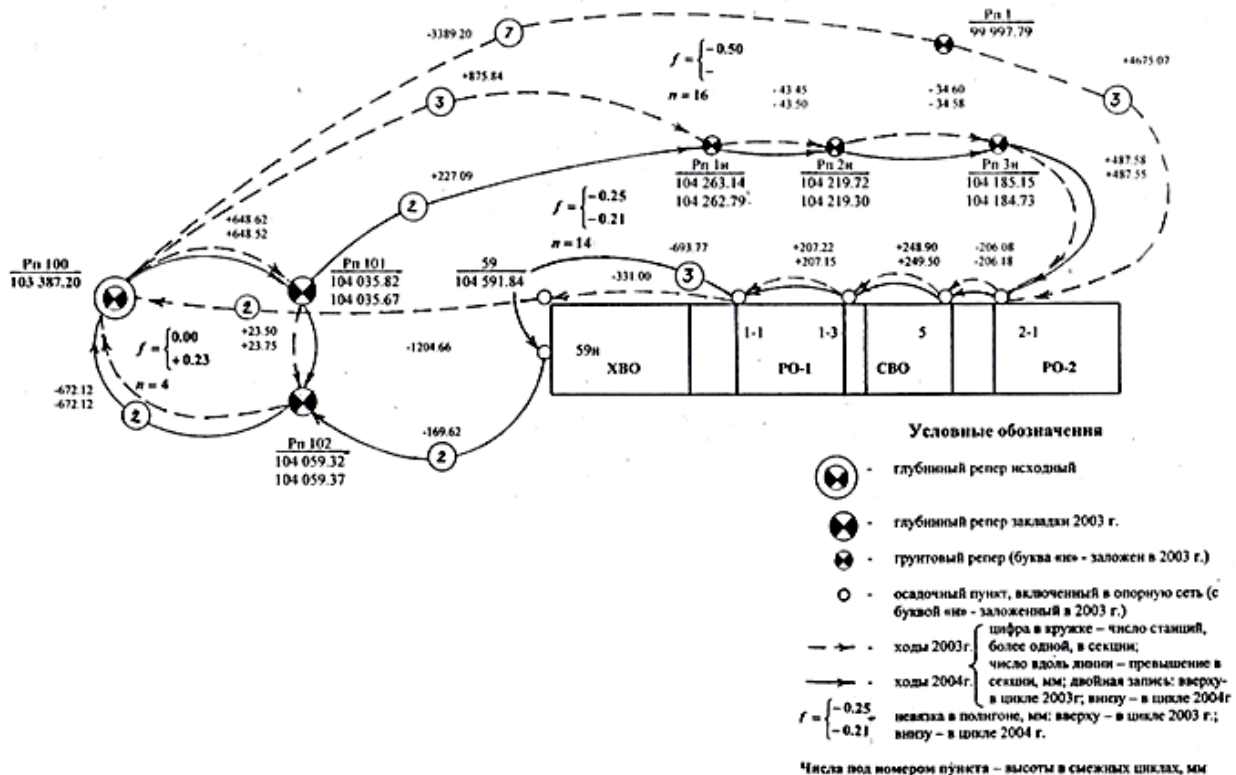 -3389.20
7
Рп 1
99 997.79
+4675.07
3
+875.84
3
f = { -0.50
-
n = 16
- 43 45
- 43.50
- 34 60
- 34 58
Рп 1н
104 263.14
104 262.79
Рп 2н
104 219.72
104 219.30
Рп 3н
104 185.15
104 184.73
+487.58
+487.55
+227.09
2
f = { -0.25
-0.21
n = 14
+648.62
+648.52
Рп 100
103 387.20
Рп 101
104 035.82
104 035.67
59
104 591.84
-693.77
3
-331.00
+207.22
+207.15
+248.90
+249.50
-206.08
-206.18
2
+23.50
+23.75
f = { 0.00
+0.23
n = 4
-1204.66
-672.12
-672.12
2
Рп 102
104 059.32
104 059.37
-169.62
2
59н
ХВО
1-1
1-3
РО-1
5
СВО
2-1
РО-2
Условные обозначения
- глубинный репер исходный
- глубинный репер закладки 2003 г.
- грунтовый репер (буква «н» - заложен в 2003 г.)
- осадочный пункт, включенный в опорную сеть (с
буквой «н» - заложенный в 2003 г.)
- ходы 2003г.
- ходы 2004г.
цифра в кружке – число станций,
более одной, в секции;
число вдоль линии – превышение в
секции, мм; двойная запись: вверху-
в цикле 2003г; внизу – в цикле 2004г
f = { -0.25
-0.21
- невязка в полигоне, мм: вверху – в цикле 2003 г.;
внизу – в цикле 2004 г.
Числа под номером пункта – высоты в смежных циклах, мм